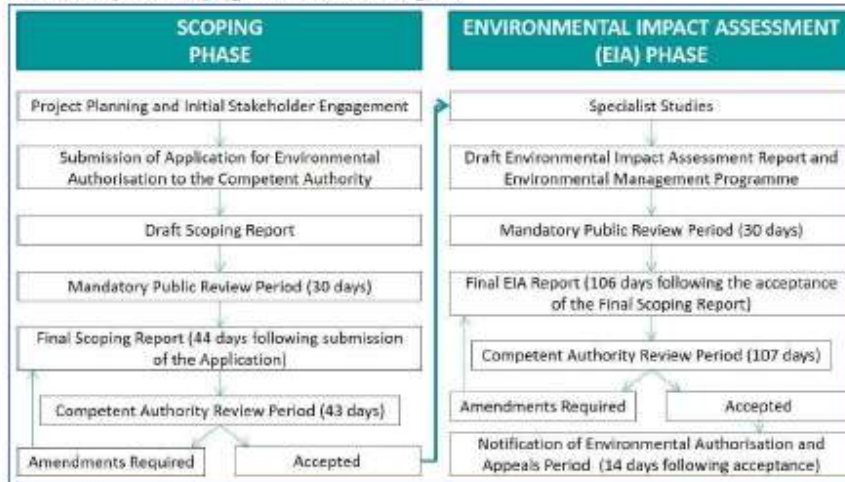 SCOPING
PHASE
Project Planning and Initial Stakeholder Engagement
Submission of Application for Environmental
Authorisation to the Competent Authority
Draft Scoping Report
Mandatory Public Review Period (30 days)
Final Scoping Report (44 days following submission
of the Application)
Competent Authority Review Period (43 days)
Amendments Required
Accepted
ENVIRONMENTAL IMPACT ASSESSMENT
(EIA) PHASE
Specialist Studies
Draft Environmental Impact Assessment Report and
Environmental Management Programme
Mandatory Public Review Period (30 days)
Final EIA Report (106 days following the acceptance
of the Final Scoping Report)
Competent Authority Review Period (107 days)
Amendments Required
Accepted
Notification of Environmental Authorisation and
Appeals Period (14 days following acceptance)